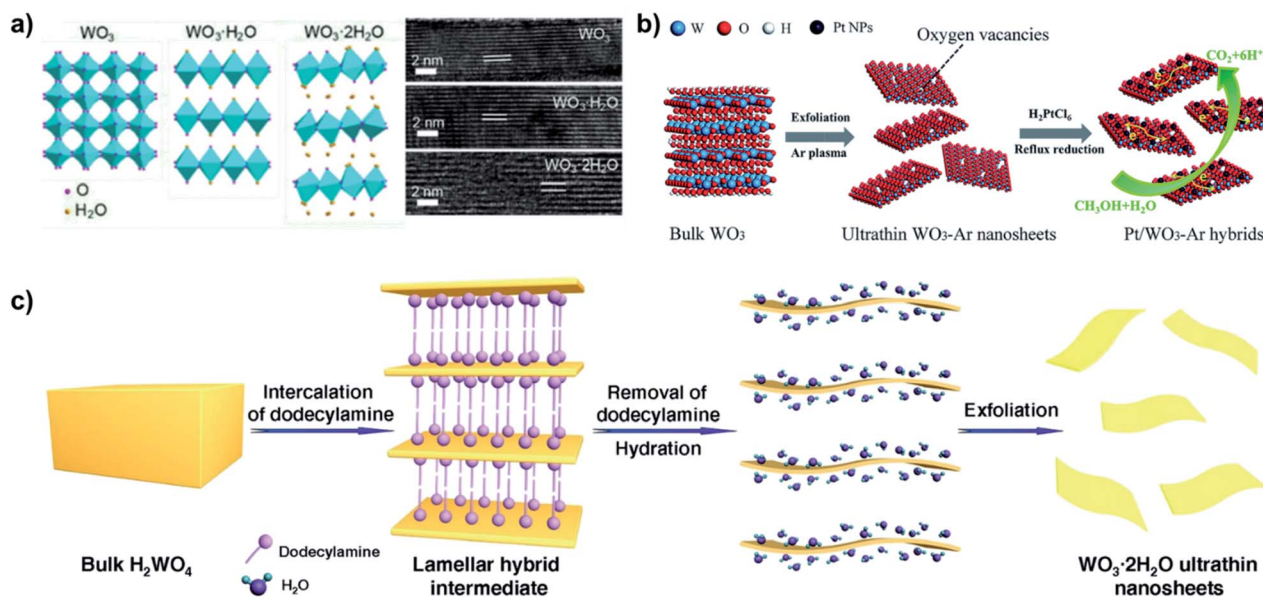 a)
WO₃
WO₃·H₂O
WO₃·2H₂O
O
H₂O
WO₃
2 nm
WO₃·H₂O
2 nm
WO₃·2H₂O
2 nm
b)
W O H Pt NPs
Oxygen vacancies
CO₂+6H⁺
Exfoliation
Ar plasma
H₂PtCl₆
Reflux reduction
CH₃OH+H₂O
Bulk WO₃
Ultrathin WO₃-Ar nanosheets
Pt/WO₃-Ar hybrids
c)
Intercalation
of dodecylamine
Removal of
dodecylamine
Hydration
Exfoliation
Bulk H₂WO₄
Dodecylamine
H₂O
Lamellar hybrid
intermediate
WO₃·2H₂O ultrathin
nanosheets